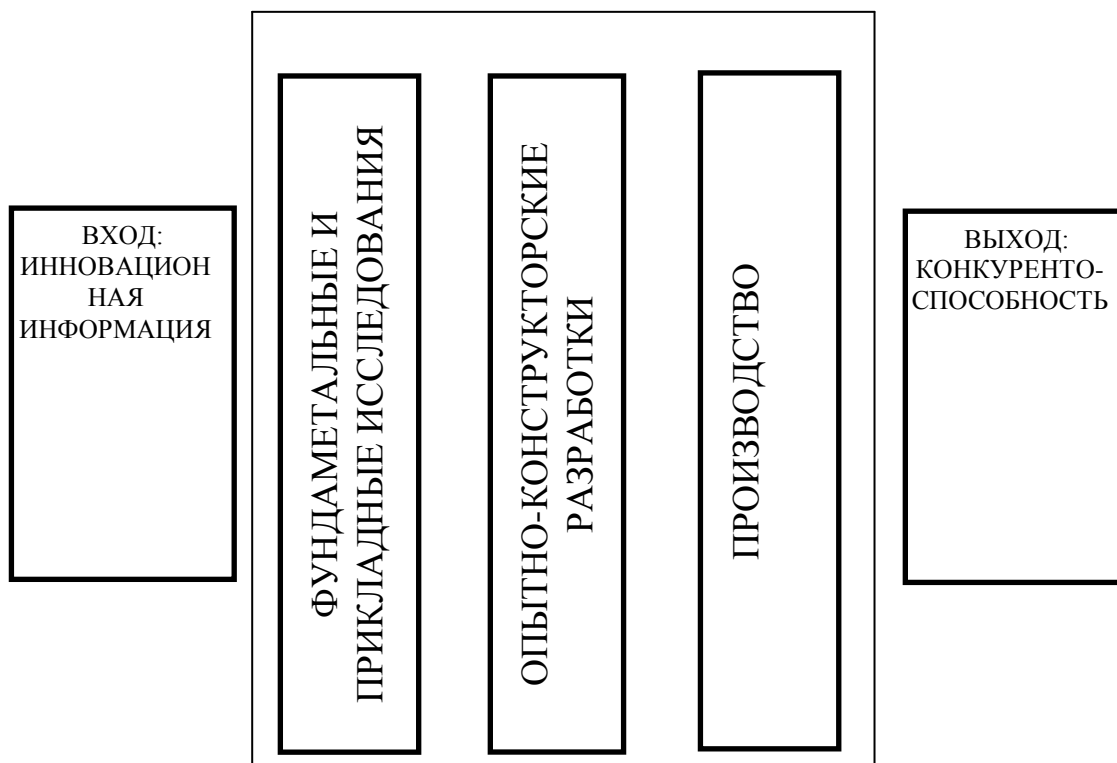 ВХОД:
ИННОВАЦИОН
НАЯ
ИНФОРМАЦИЯ
ФУНДАМЕТАЛЬНЫЕ И
ПРИКЛАДНЫЕ ИССЛЕДОВАНИЯ
ОПЫТНО-КОНСТРУКТОРСКИЕ
РАЗРАБОТКИ
ПРОИЗВОДСТВО
ВЫХОД:
КОНКУРЕНТО-
СПОСОБНОСТЬ